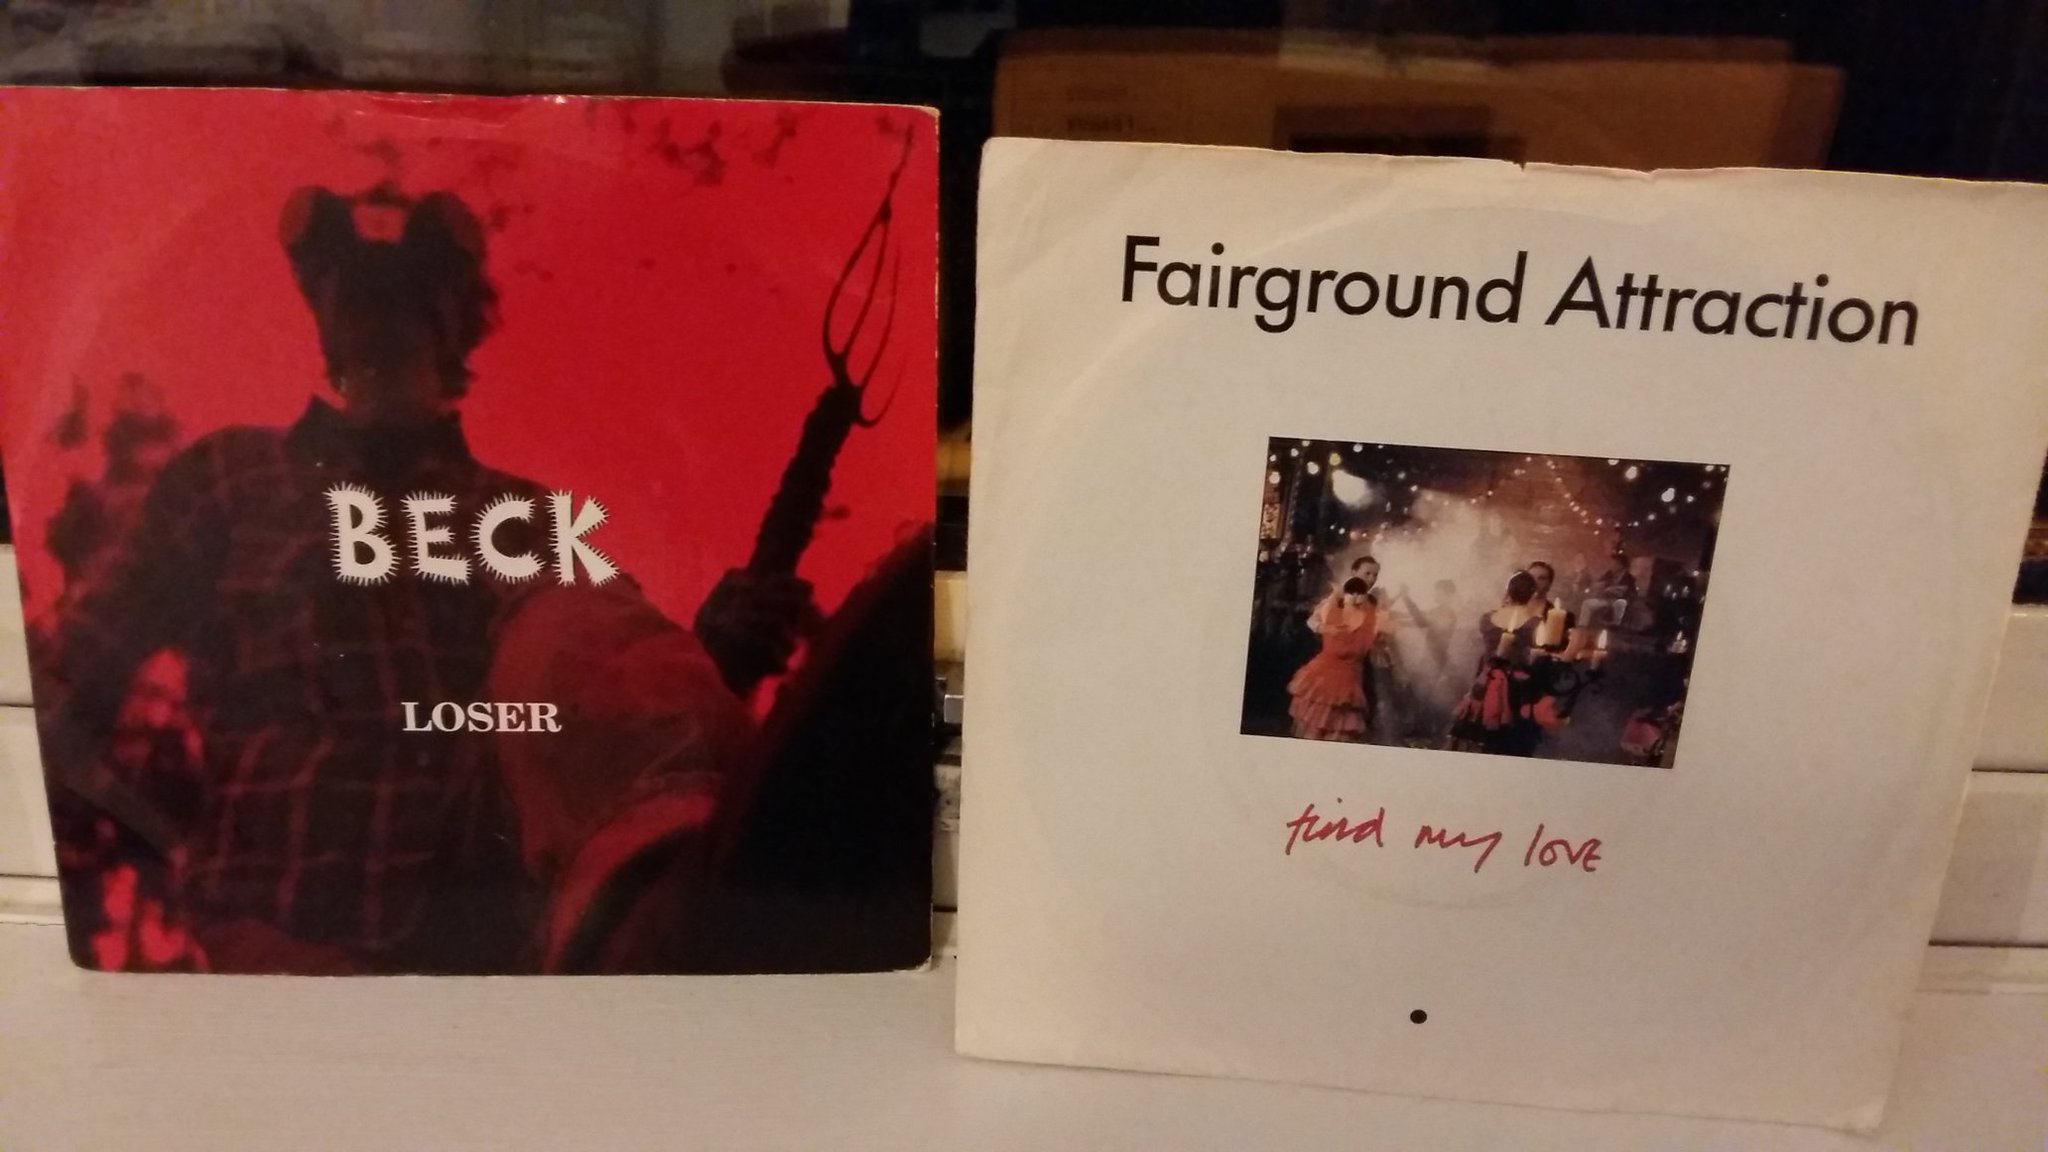 BECK
LOSER
Fairground Attraction
find my love